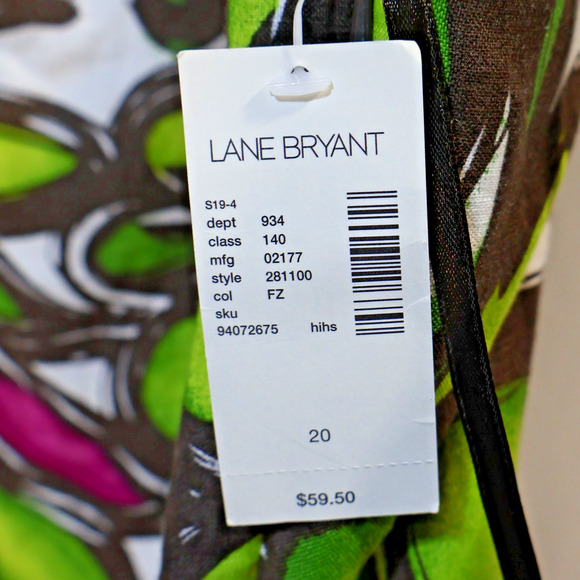 LANE BRYANT
S19-4
dept 934
class 140
mfg 02177
style 281100
col FZ
sku
94072675 hihs
20
$59.50